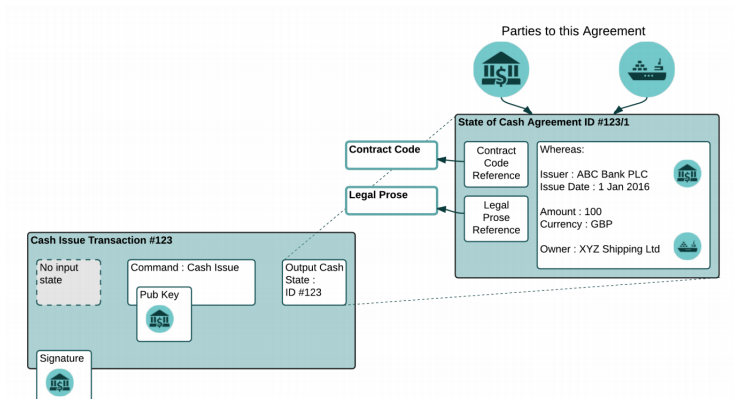 Parties to this Agreement
State of Cash Agreement ID #123/1
Contract Code
Contract
Code
Reference
Whereas:
Issuer : ABC Bank PLC
Issue Date : 1 Jan 2016
Amount : 100
Currency : GBP
Owner : XYZ Shipping Ltd
Legal Prose
Legal
Prose
Reference
Cash Issue Transaction #123
No input
state
Command : Cash Issue
Output Cash
State :
ID #123
Pub Key
Signature